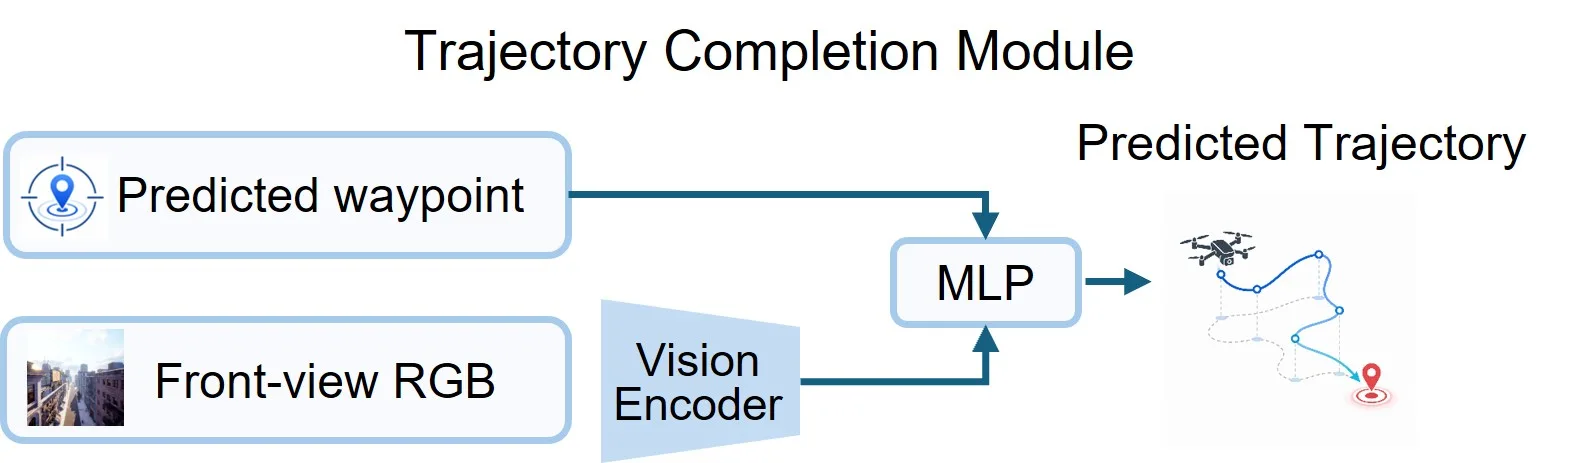 Trajectory Completion Module
Predicted Trajectory
Predicted waypoint
MLP
Front-view RGB
Vision
Encoder